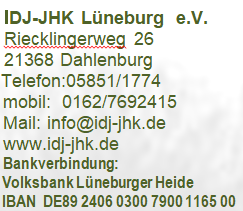 IDJ-JHK Lüneburg e.V.
Riecklingerweg 26
21368 Dahlenburg
Telefon:05851/1774
mobil: 0162/7692415
Mail: info@idj-jhk.de
www.idj-jhk.de
Bankverbindung:
Volksbank Lüneburger Heide
IBAN DE89 2406 0300 7900 1165 00